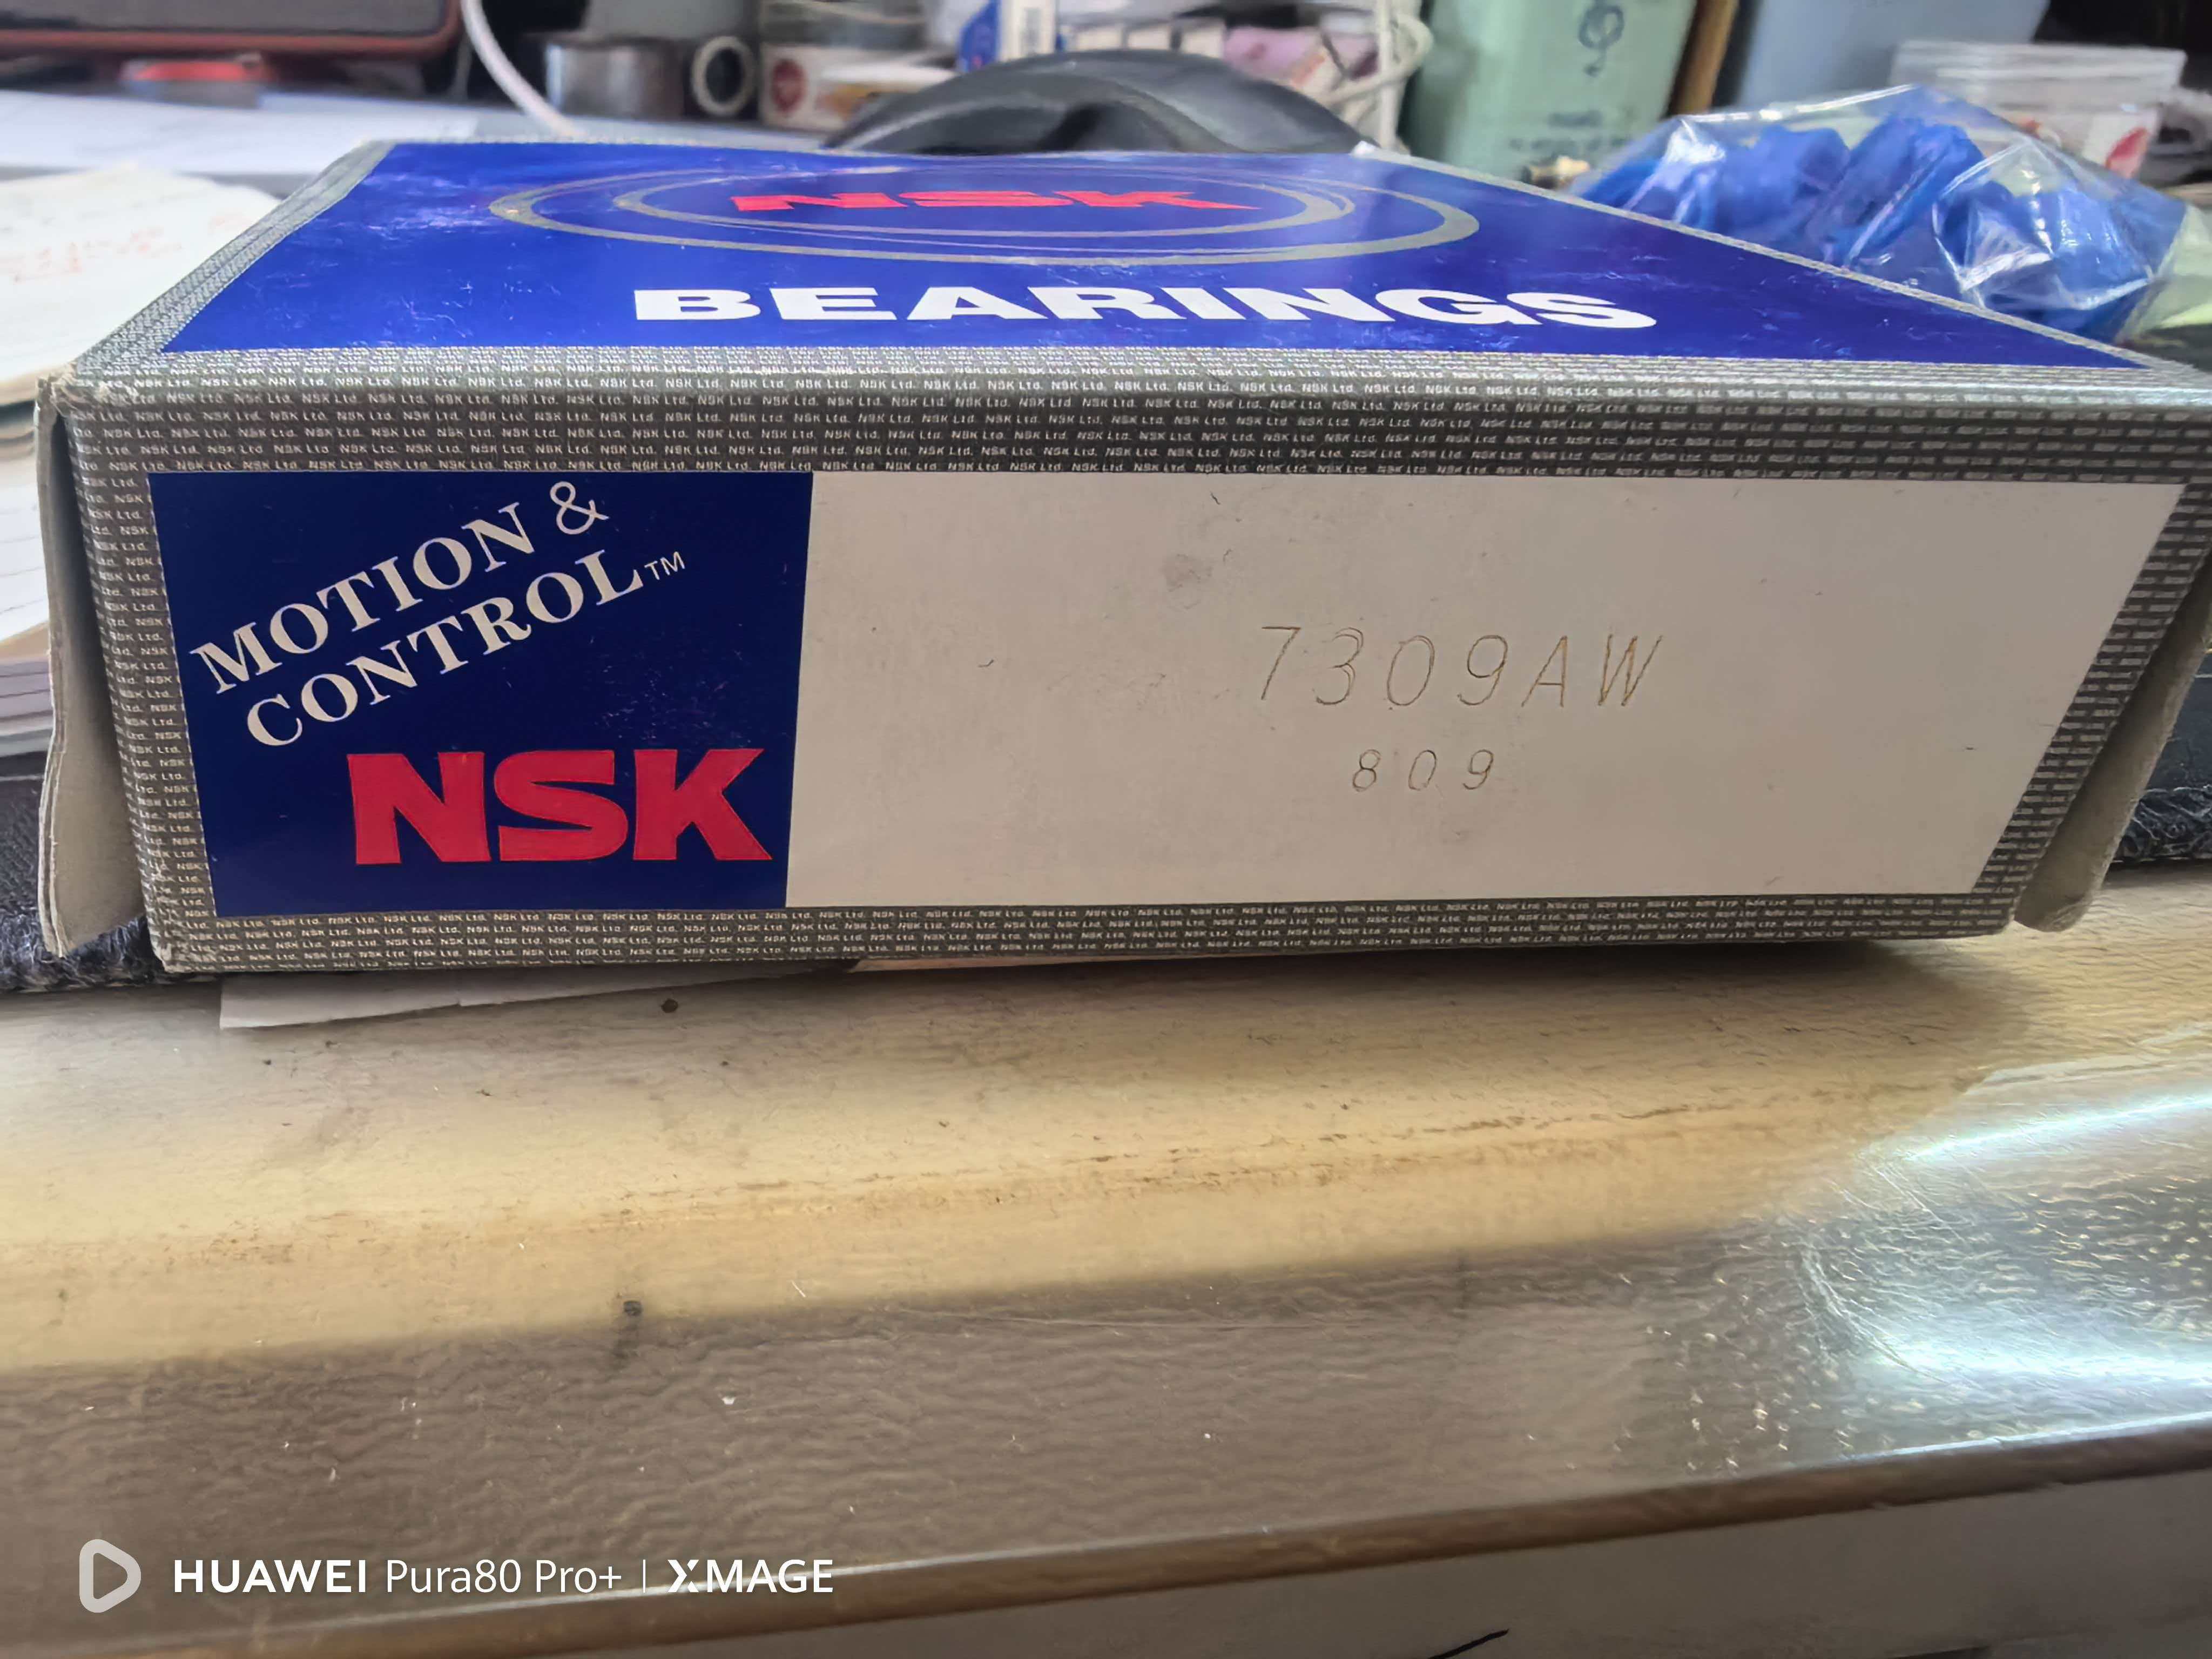 NSK
BEARINGS
MOTION &
CONTROL™
NSK
7309AW
809
HUAWEI Pura80 Pro+ | XMAGE